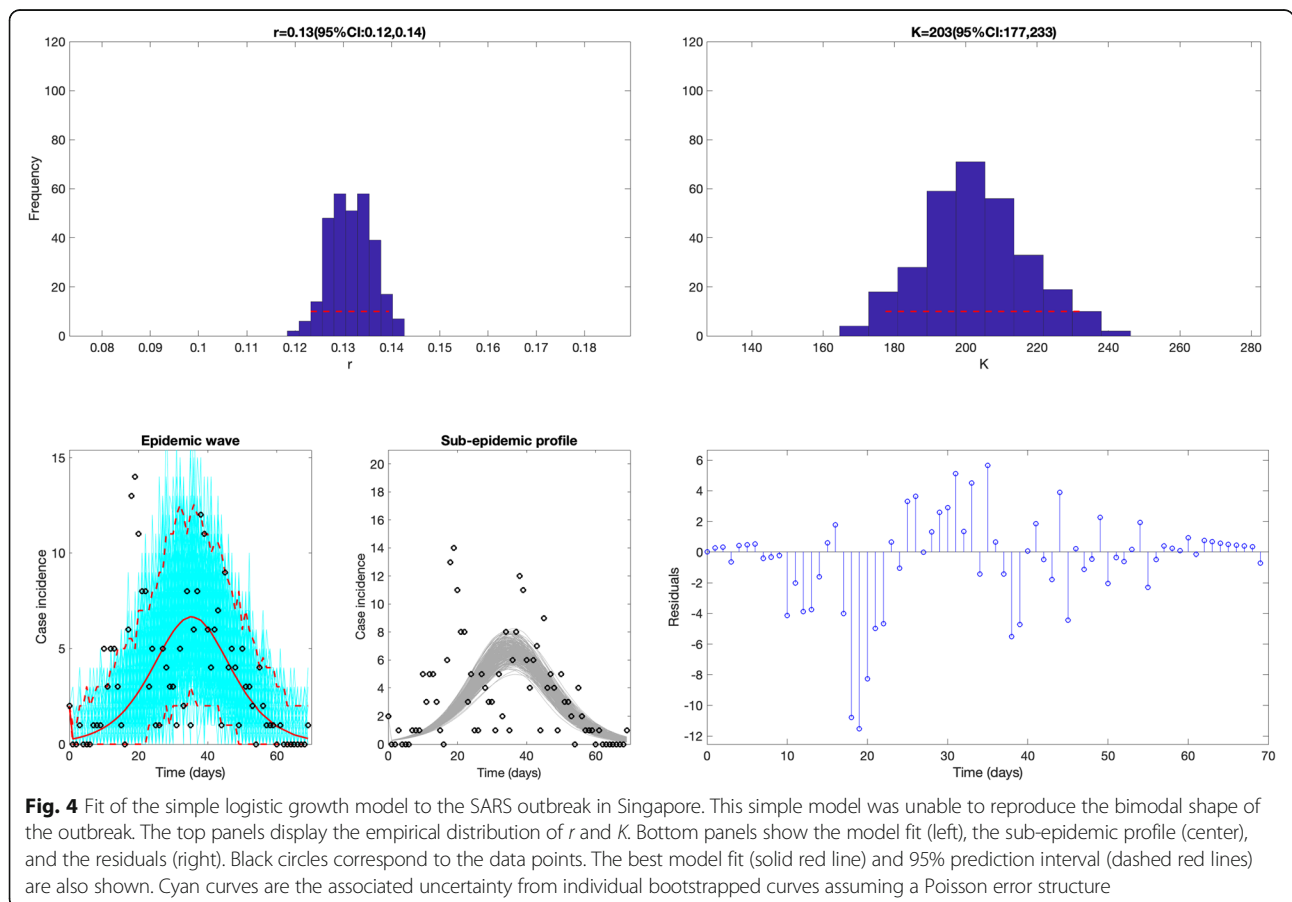 r=0.13(95%CI:0.12,0.14)
120
100
80
60
40
20
0
Frequency
0.08 0.09 0.1 0.11 0.12 0.13 0.14 0.15 0.16 0.17 0.18
r
K=203(95%CI:177,233)
120
100
80
60
40
20
0
140 160 180 200 220 240 260 280
K
Epidemic wave
15
10
5
0
Case incidence
0 20 40 60
Time (days)
Sub-epidemic profile
20
18
16
14
12
10
8
6
4
2
0
Case incidence
0 20 40 60
Time (days)
6
4
2
0
-2
-4
-6
-8
-10
-12
Residuals
0 10 20 30 40 50 60 70
Time (days)
Fig. 4 Fit of the simple logistic growth model to the SARS outbreak in Singapore. This simple model was unable to reproduce the bimodal shape of
the outbreak. The top panels display the empirical distribution of r and K. Bottom panels show the model fit (left), the sub-epidemic profile (center),
and the residuals (right). Black circles correspond to the data points. The best model fit (solid red line) and 95% prediction interval (dashed red lines)
are also shown. Cyan curves are the associated uncertainty from individual bootstrapped curves assuming a Poisson error structure